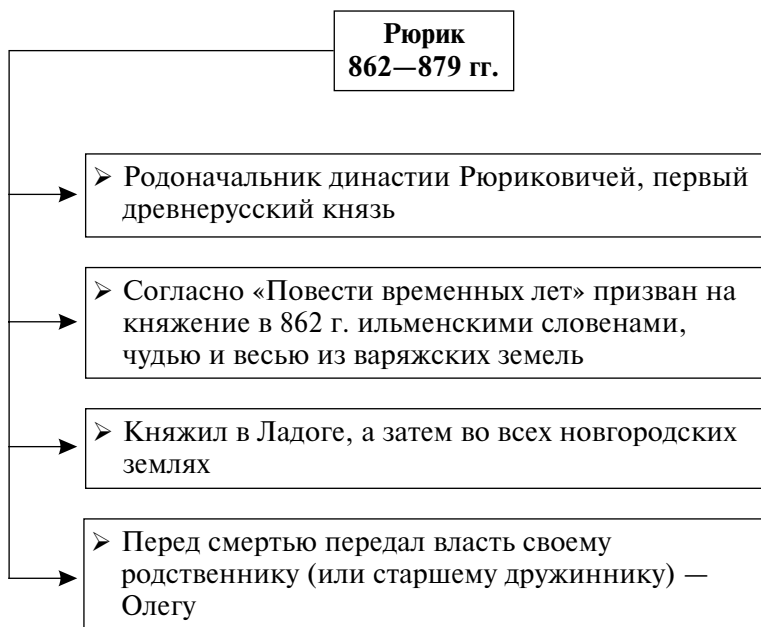 Рюрик
862—879 гг.
➢ Родоначальник династии Рюриковичей, первый
древнерусский князь
➢ Согласно «Повести временных лет» призван на
княжение в 862 г. ильменскими словенами,
чудью и весью из варяжских земель
➢ Княжил в Ладоге, а затем во всех новгородских
землях
➢ Перед смертью передал власть своему
родственнику (или старшему дружиннику) —
Олегу